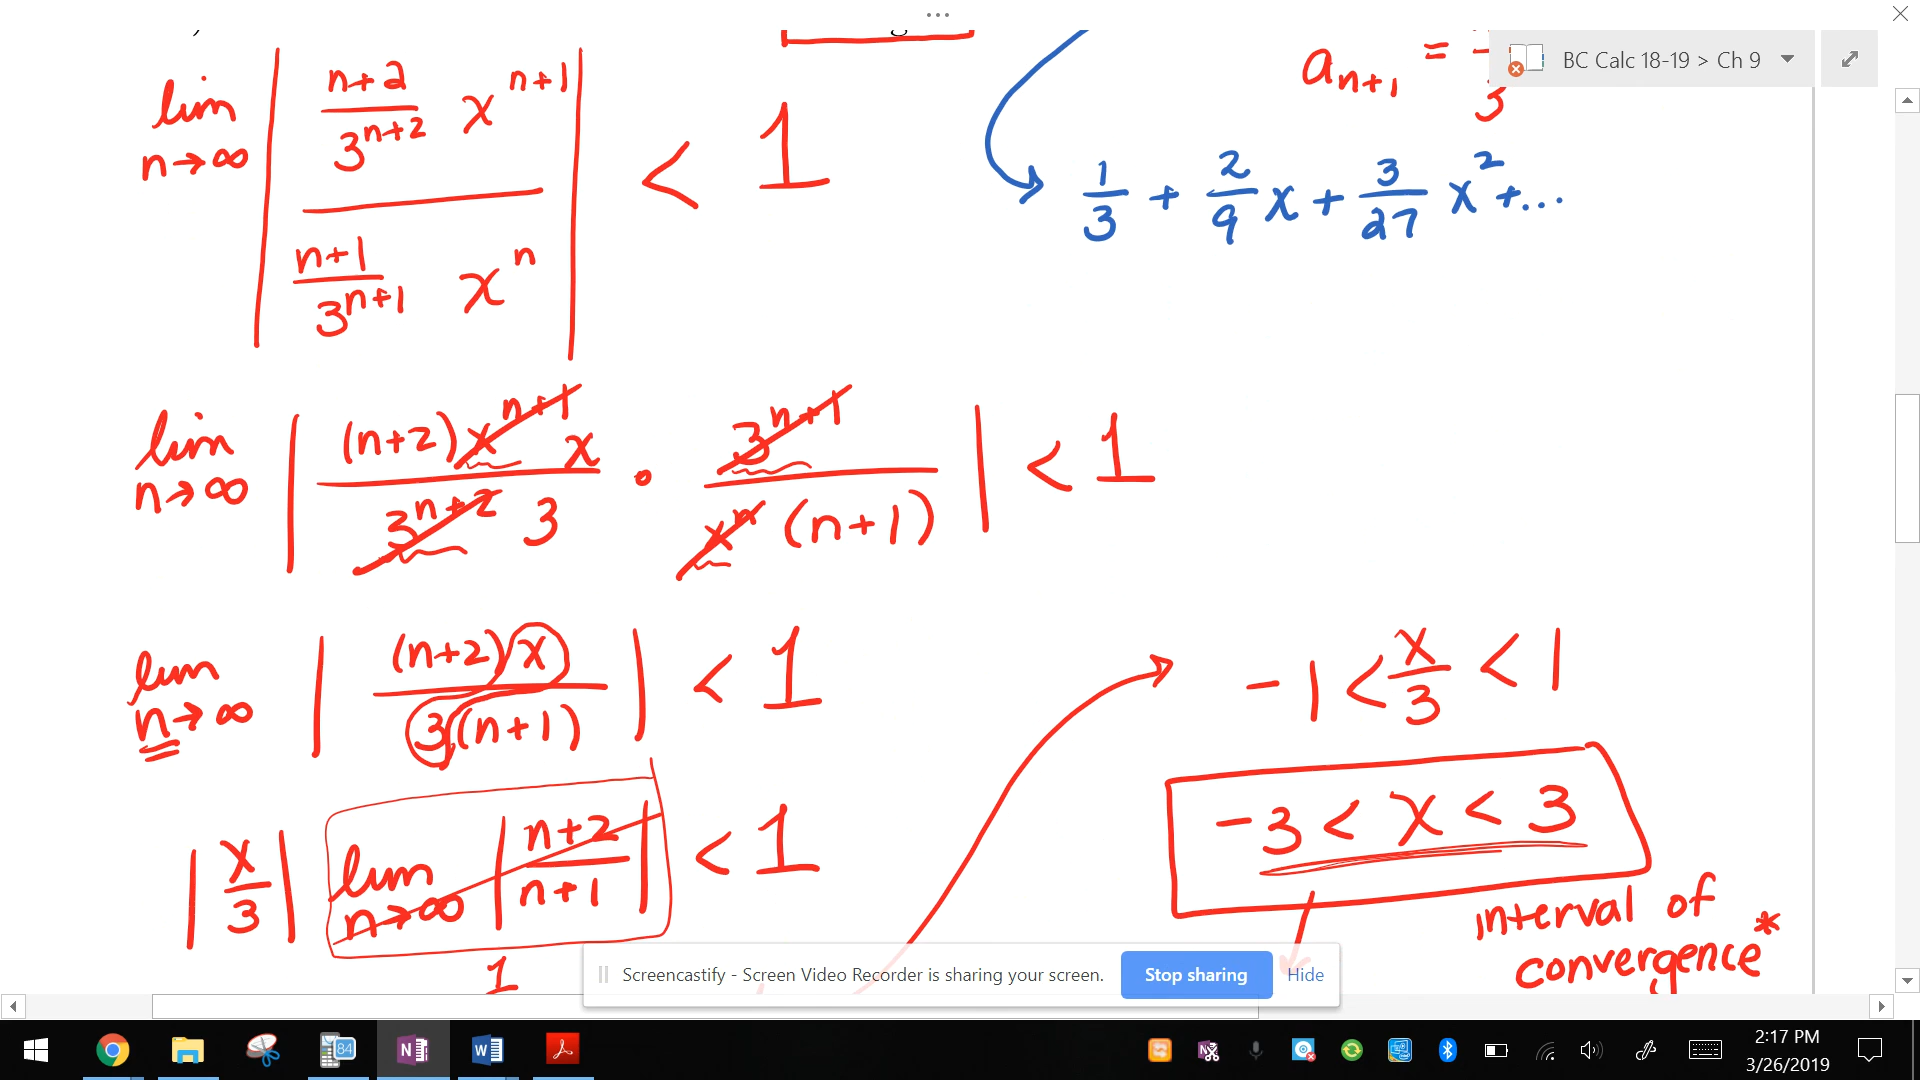 BC Calc 18-19 > Ch 9
a_{n+1} =
3
lim n→∞ | ((n+2)/3^{n+2} x^{n+1}) / ((n+1)/3^{n+1} x^n) | < 1
1/3 + 2/9 x + 3/27 x^2 + ...
lim n→∞ | (n+2) x^{n+1} x / 3^{n+2} 3 · 3^{n+1} / x^n (n+1) | < 1
lim n→∞ | (n+2) x / 3(n+1) | < 1
-1 < x/3 < 1
|x/3| lim n→∞ | n+2 / n+1 | < 1
-3 < x < 3
1
interval of
convergence *
Screencastify - Screen Video Recorder is sharing your screen.
Stop sharing
Hide
84
2:17 PM
3/26/2019